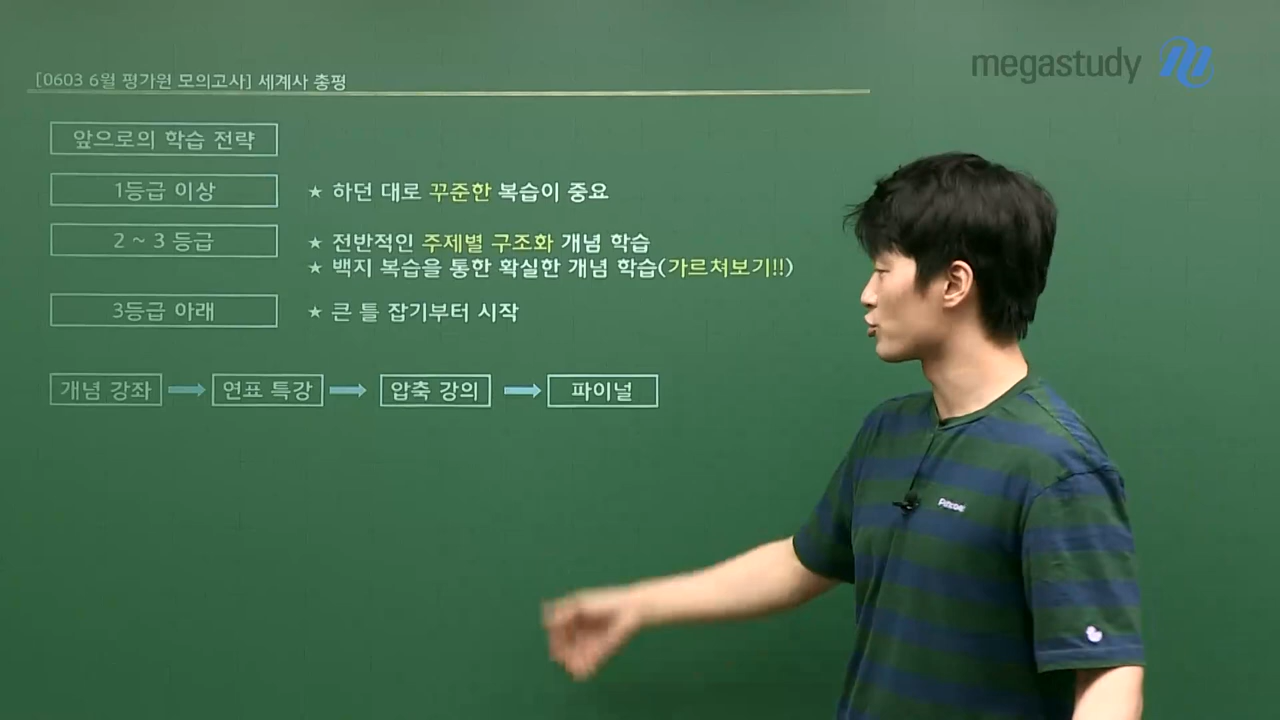 megastudy
[0603 6월 평가원 모의고사] 세계사 총평
앞으로의 학습 전략
1등급 이상
★ 하던 대로 꾸준한 복습이 중요
2 ~ 3 등급
★ 전반적인 주제별 구조화 개념 학습
★ 백지 복습을 통한 확실한 개념 학습(가르쳐보기!!)
3등급 아래
★ 큰 틀 잡기부터 시작
개념 강좌 → 연표 특강 → 압축 강의 → 파이널